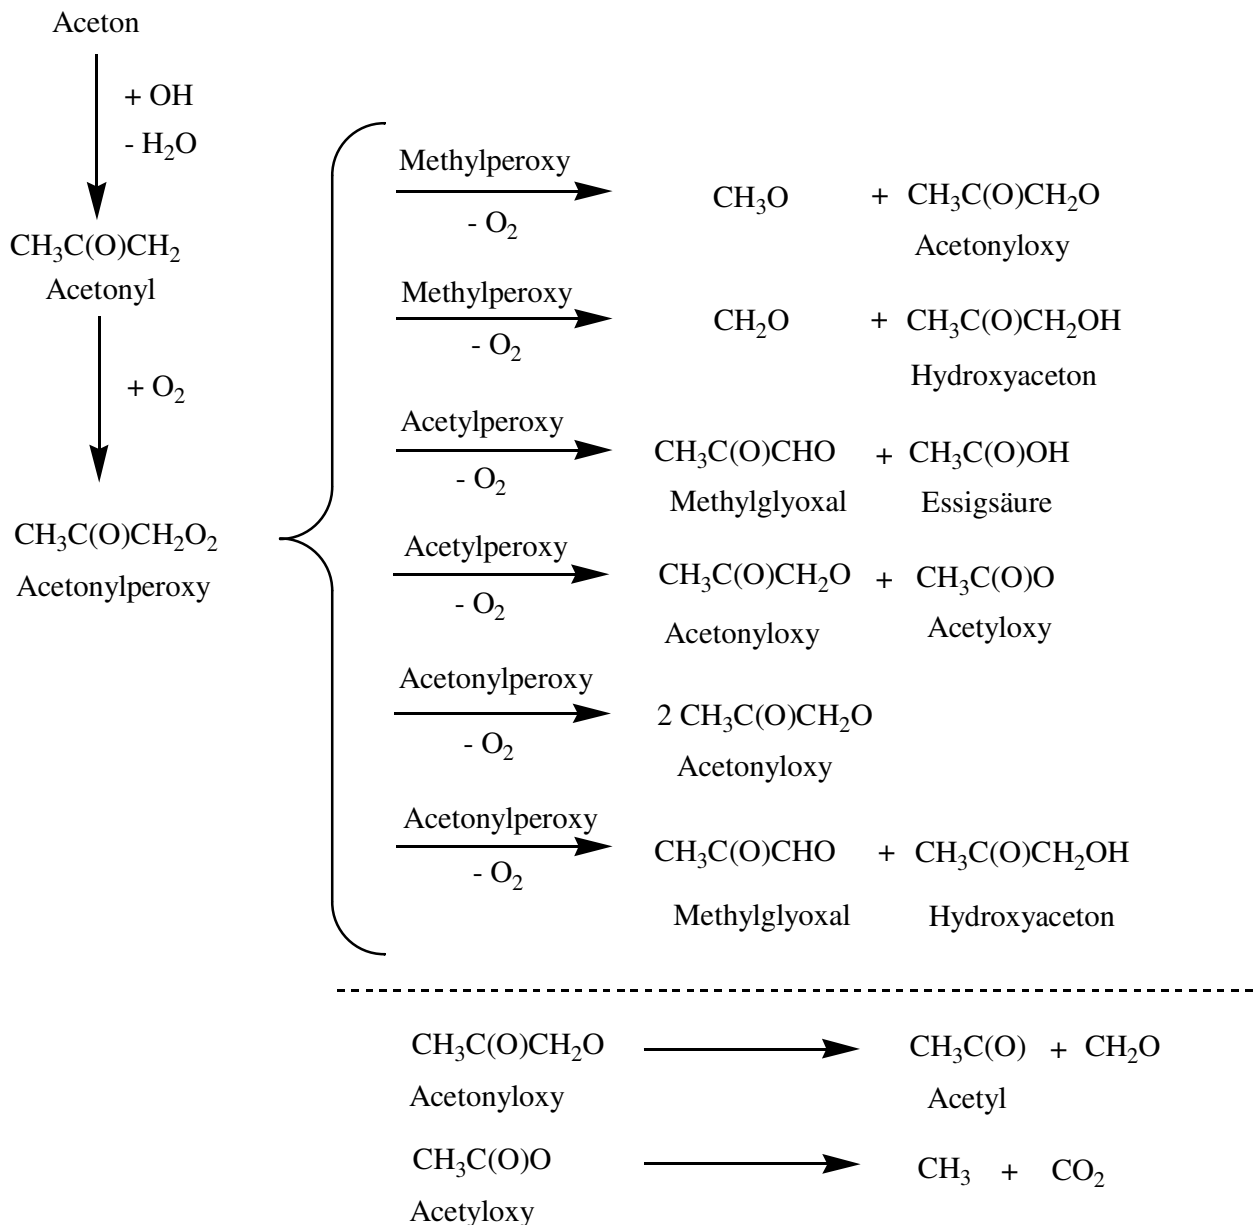 Aceton
+ OH
- H₂O
CH₃C(O)CH₂
Acetonyl
+ O₂
CH₃C(O)CH₂O₂
Acetonylperoxy
Methylperoxy
- O₂
CH₃O + CH₃C(O)CH₂O
Acetonyloxy
Methylperoxy
- O₂
CH₂O + CH₃C(O)CH₂OH
Hydroxyaceton
Acetylperoxy
- O₂
CH₃C(O)CHO + CH₃C(O)OH
Methylglyoxal Essigsäure
Acetylperoxy
- O₂
CH₃C(O)CH₂O + CH₃C(O)O
Acetonyloxy Acetyloxy
Acetonylperoxy
- O₂
2 CH₃C(O)CH₂O
Acetonyloxy
Acetonylperoxy
- O₂
CH₃C(O)CHO + CH₃C(O)CH₂OH
Methylglyoxal Hydroxyaceton
CH₃C(O)CH₂O CH₃C(O) + CH₂O
Acetonyloxy Acetyl
CH₃C(O)O CH₃ + CO₂
Acetyloxy